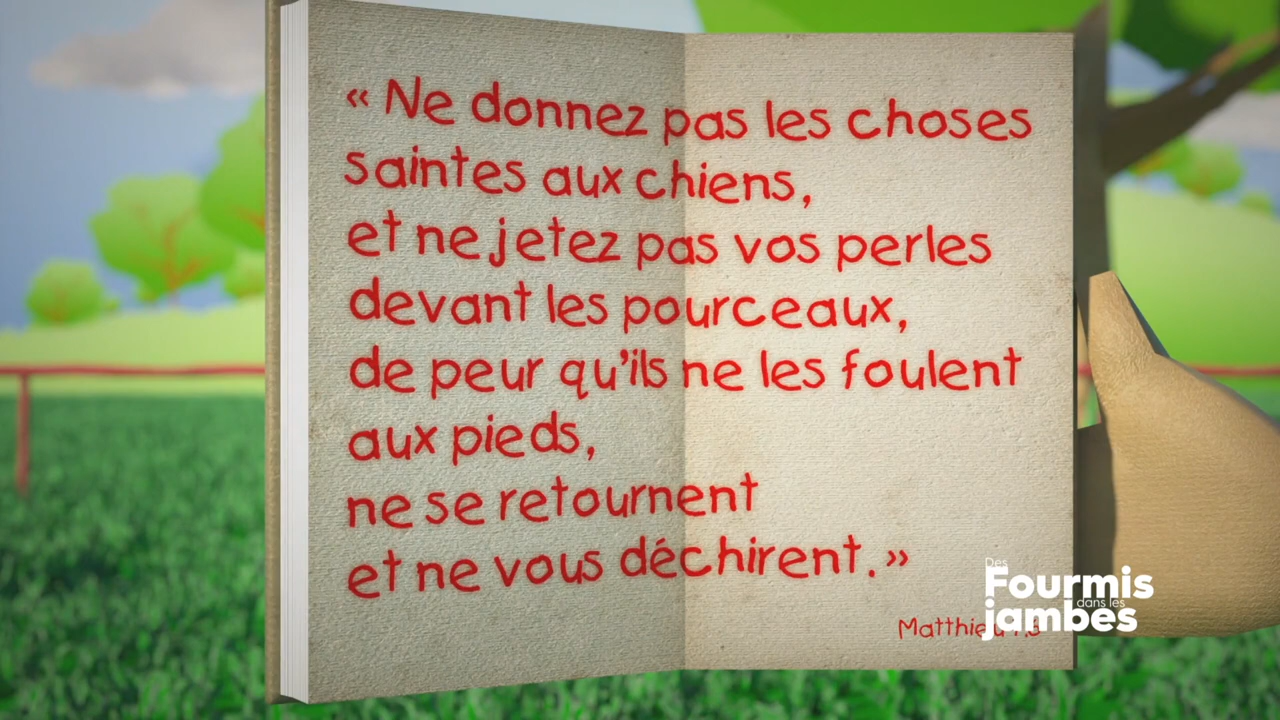 « Ne donnez pas les choses
saintes aux chiens,
et ne jetez pas vos perles
devant les pourceaux,
de peur qu'ils ne les foulent
aux pieds,
ne se retournent
et ne vous déchirent. »
Matthieu
Des
Fourmis
dans les
jambes